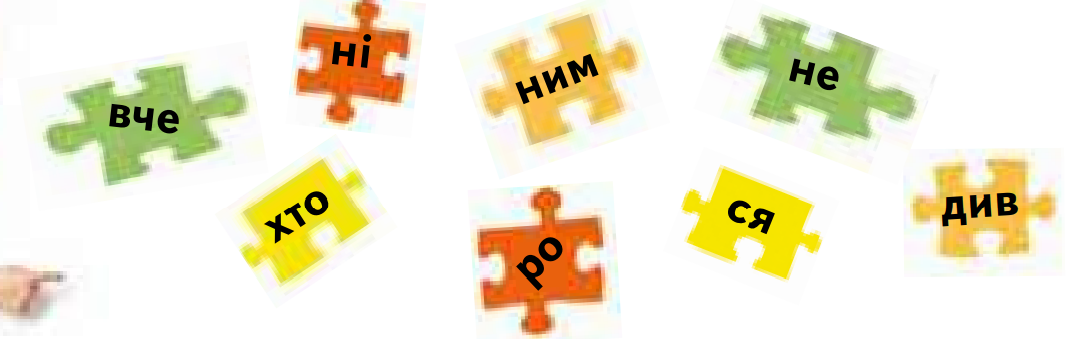 вче
ні
ним
не
хто
ро
ся
див